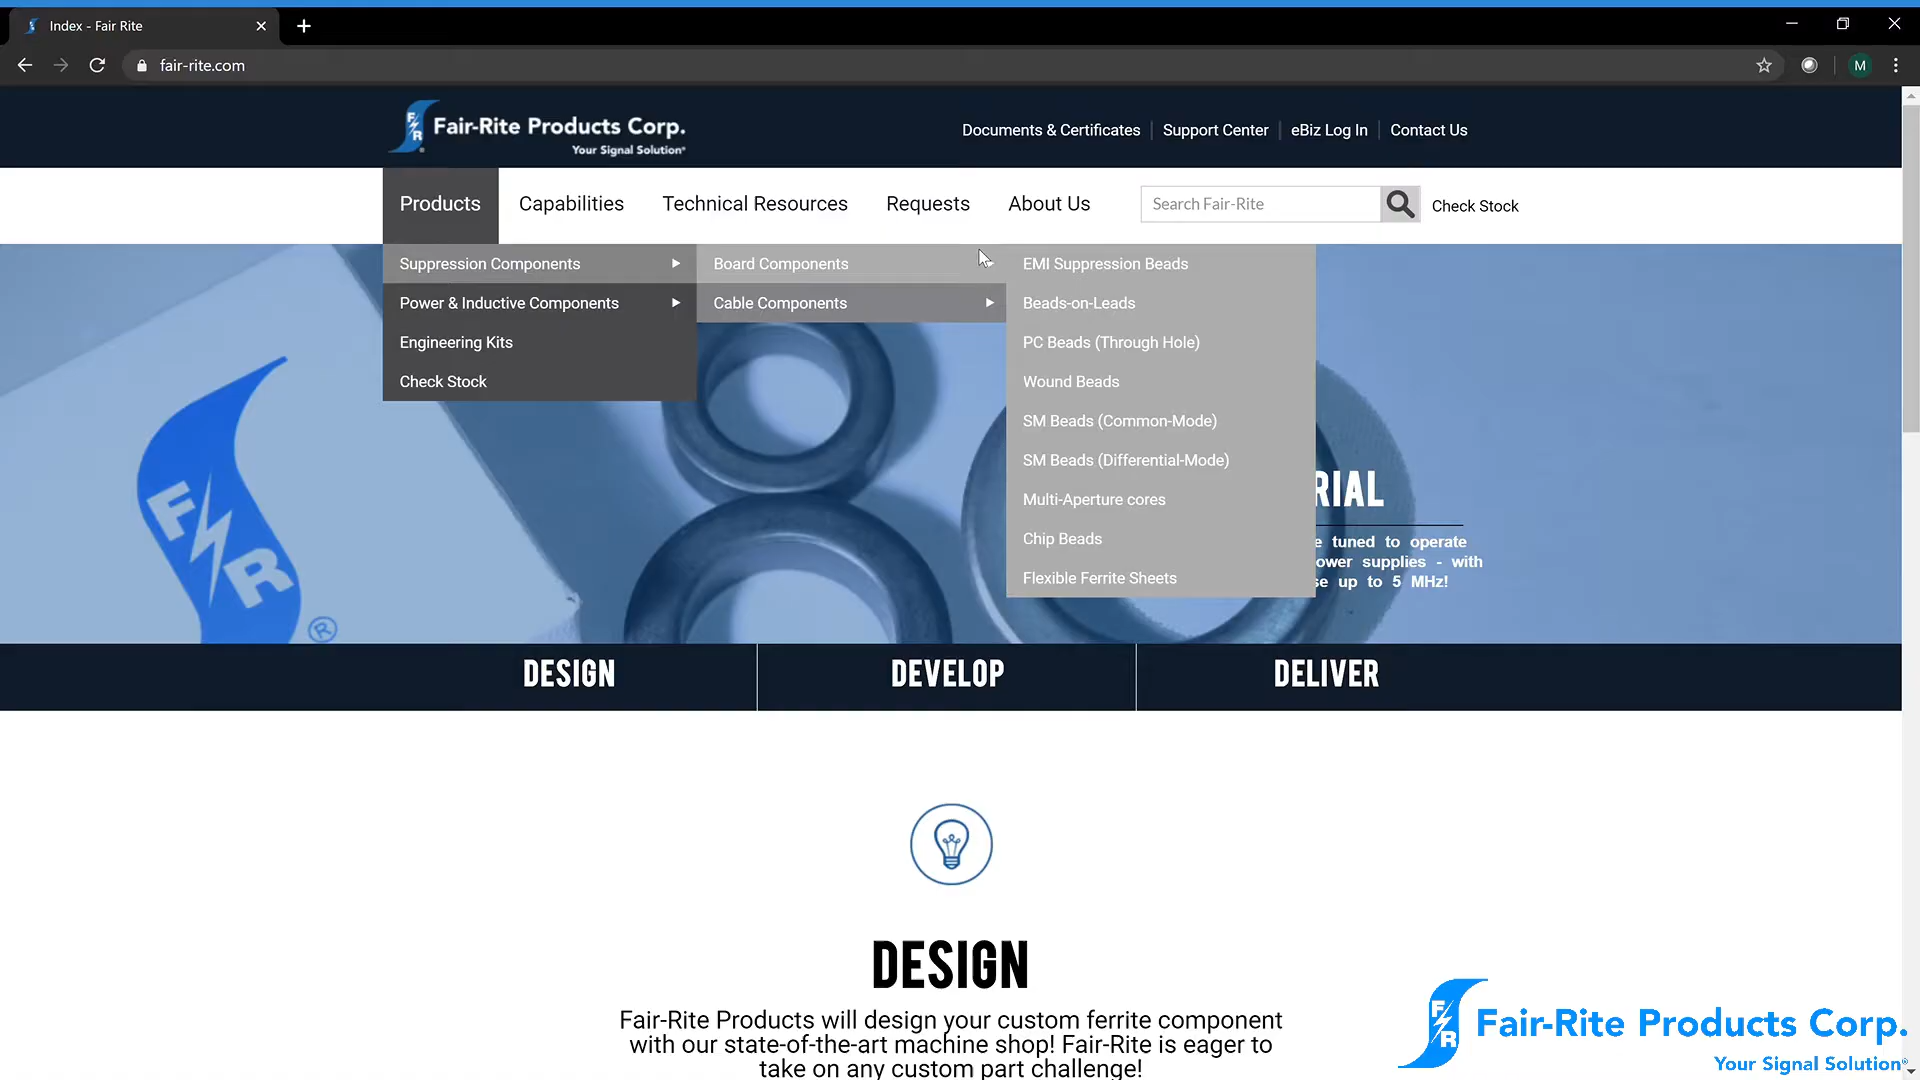 Index - Fair Rite
fair-rite.com
M
FR
Fair-Rite Products Corp.
Your Signal Solution®
Documents & Certificates
Support Center
eBiz Log In
Contact Us
Products
Capabilities
Technical Resources
Requests
About Us
Search Fair-Rite
Check Stock
Suppression Components
Power & Inductive Components
Engineering Kits
Check Stock
Board Components
Cable Components
EMI Suppression Beads
Beads-on-Leads
PC Beads (Through Hole)
Wound Beads
SM Beads (Common-Mode)
SM Beads (Differential-Mode)
Multi-Aperture cores
Chip Beads
Flexible Ferrite Sheets
tuned to operate
supplies - with
up to 5 MHz!
FR®
DESIGN
DEVELOP
DELIVER
DESIGN
Fair-Rite Products will design your custom ferrite component
with our state-of-the-art machine shop! Fair-Rite is eager to
take on any custom part challenge!
FR
Fair-Rite Products Corp.
Your Signal Solution®